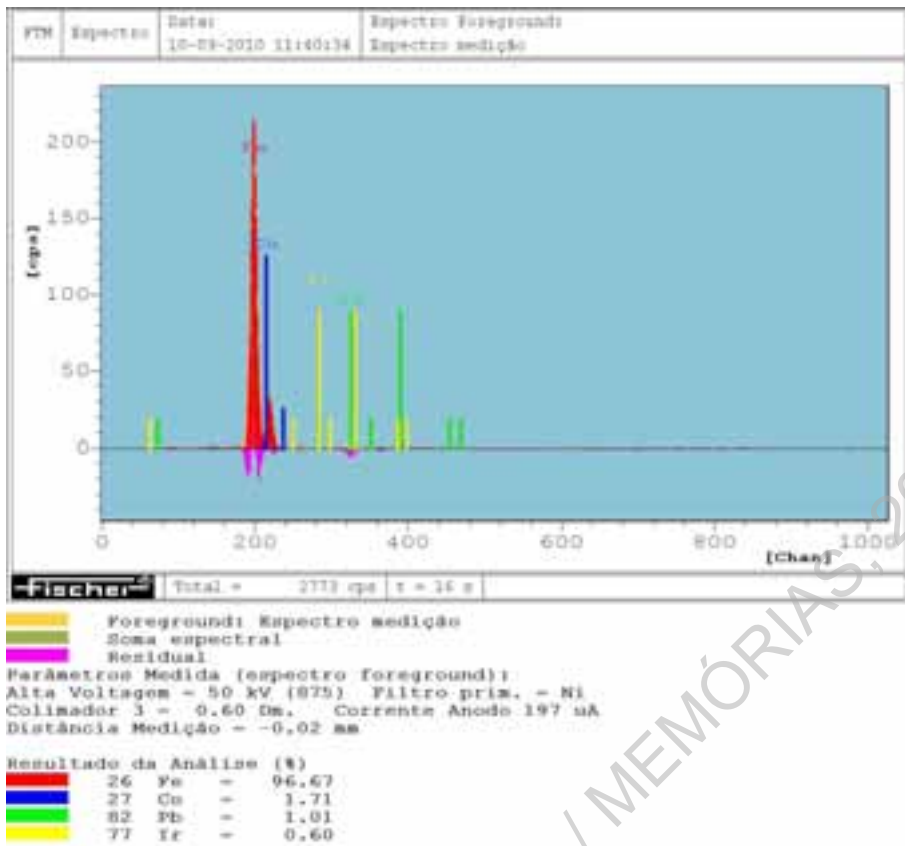 FTM Espectro Data: Espectro Foreground:
10-09-2010 11:40:34 Espectro medição
200
150
100
50
0
[cps]
0 200 400 600 800 1000
[Chan]
Fischer Total = 2773 cps t = 16 s
Foreground: Espectro medição
Soma espectral
Residual
Parâmetros Medida (espectro foreground):
Alta Voltagem = 50 kV (875) Filtro prim. = Ni
Colimador 3 = 0.60 Dm. Corrente Anodo 197 uA
Distância Medição = -0.02 mm
Resultado da Análise (%)
26 Fe = 96.67
27 Co = 1.71
82 Pb = 1.01
77 Ir = 0.60
/ MEMÓRIAS,